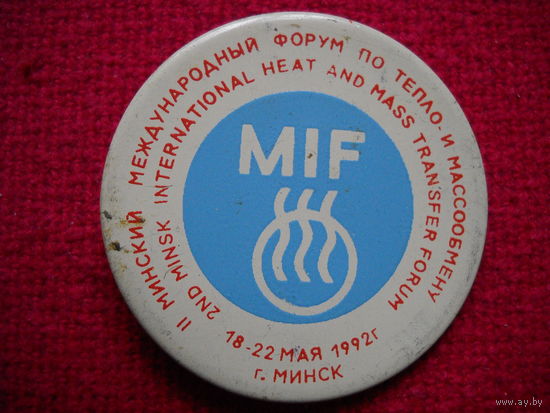 II МИНСКИЙ МЕЖДУНАРОДНЫЙ ФОРУМ ПО ТЕПЛО- И МАССООБМЕНУ
2ND MINSK INTERNATIONAL HEAT AND MASS TRANSFER FORUM
MIF
18-22 МАЯ 1992г
г. МИНСК
www.ay.by